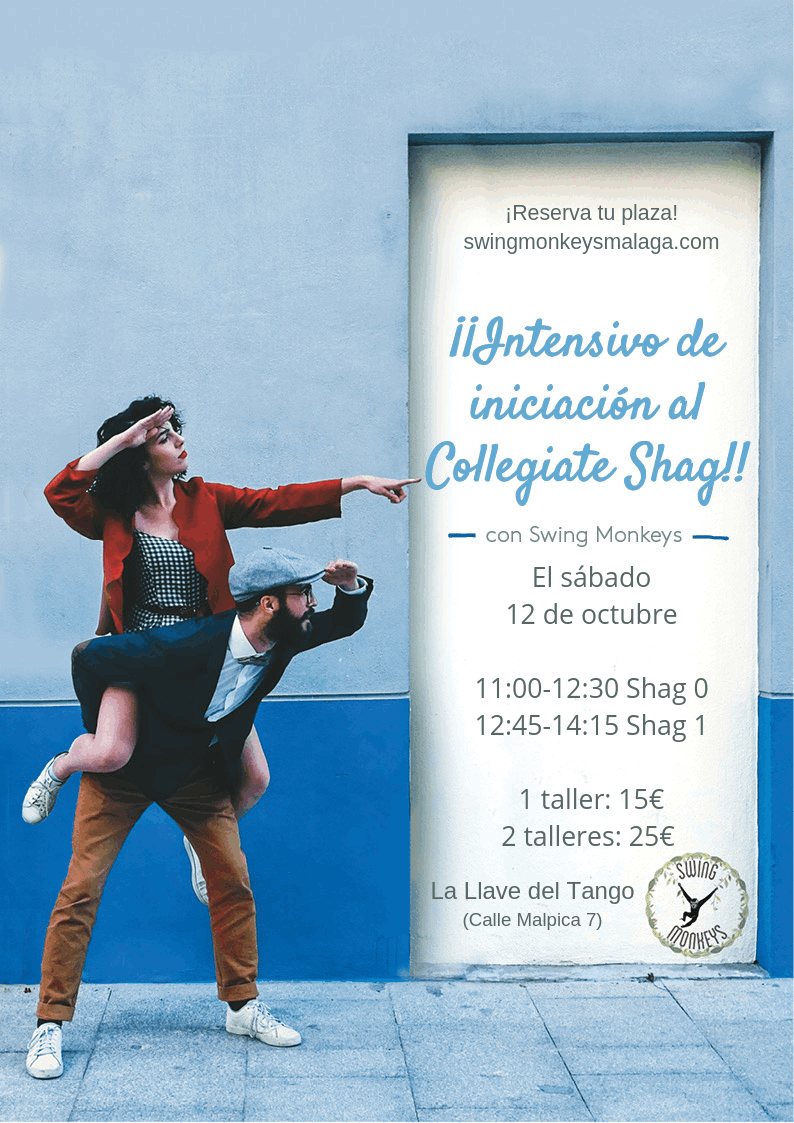 ¡Reserva tu plaza!
swingmonkeysmalaga.com
¡¡Intensivo de
iniciación al
Collegiate Shag!!
con Swing Monkeys
El sábado
12 de octubre
11:00-12:30 Shag 0
12:45-14:15 Shag 1
1 taller: 15€
2 talleres: 25€
La Llave del Tango
(Calle Malpica 7)
SWING
MONKEYS